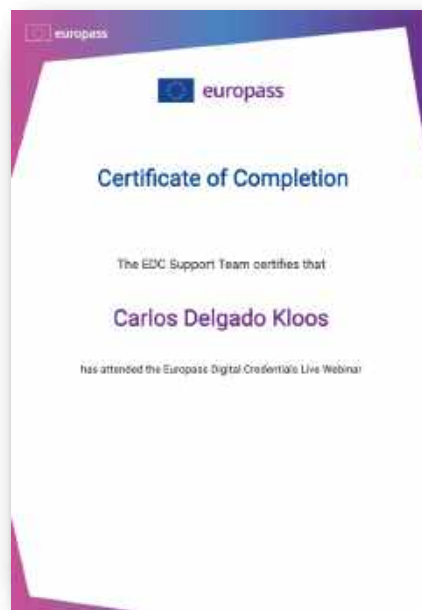 europass
europass
Certificate of Completion
The EDC Support Team certifies that
Carlos Delgado Kloos
has attended the Europass Digital Credentials Live Webinar